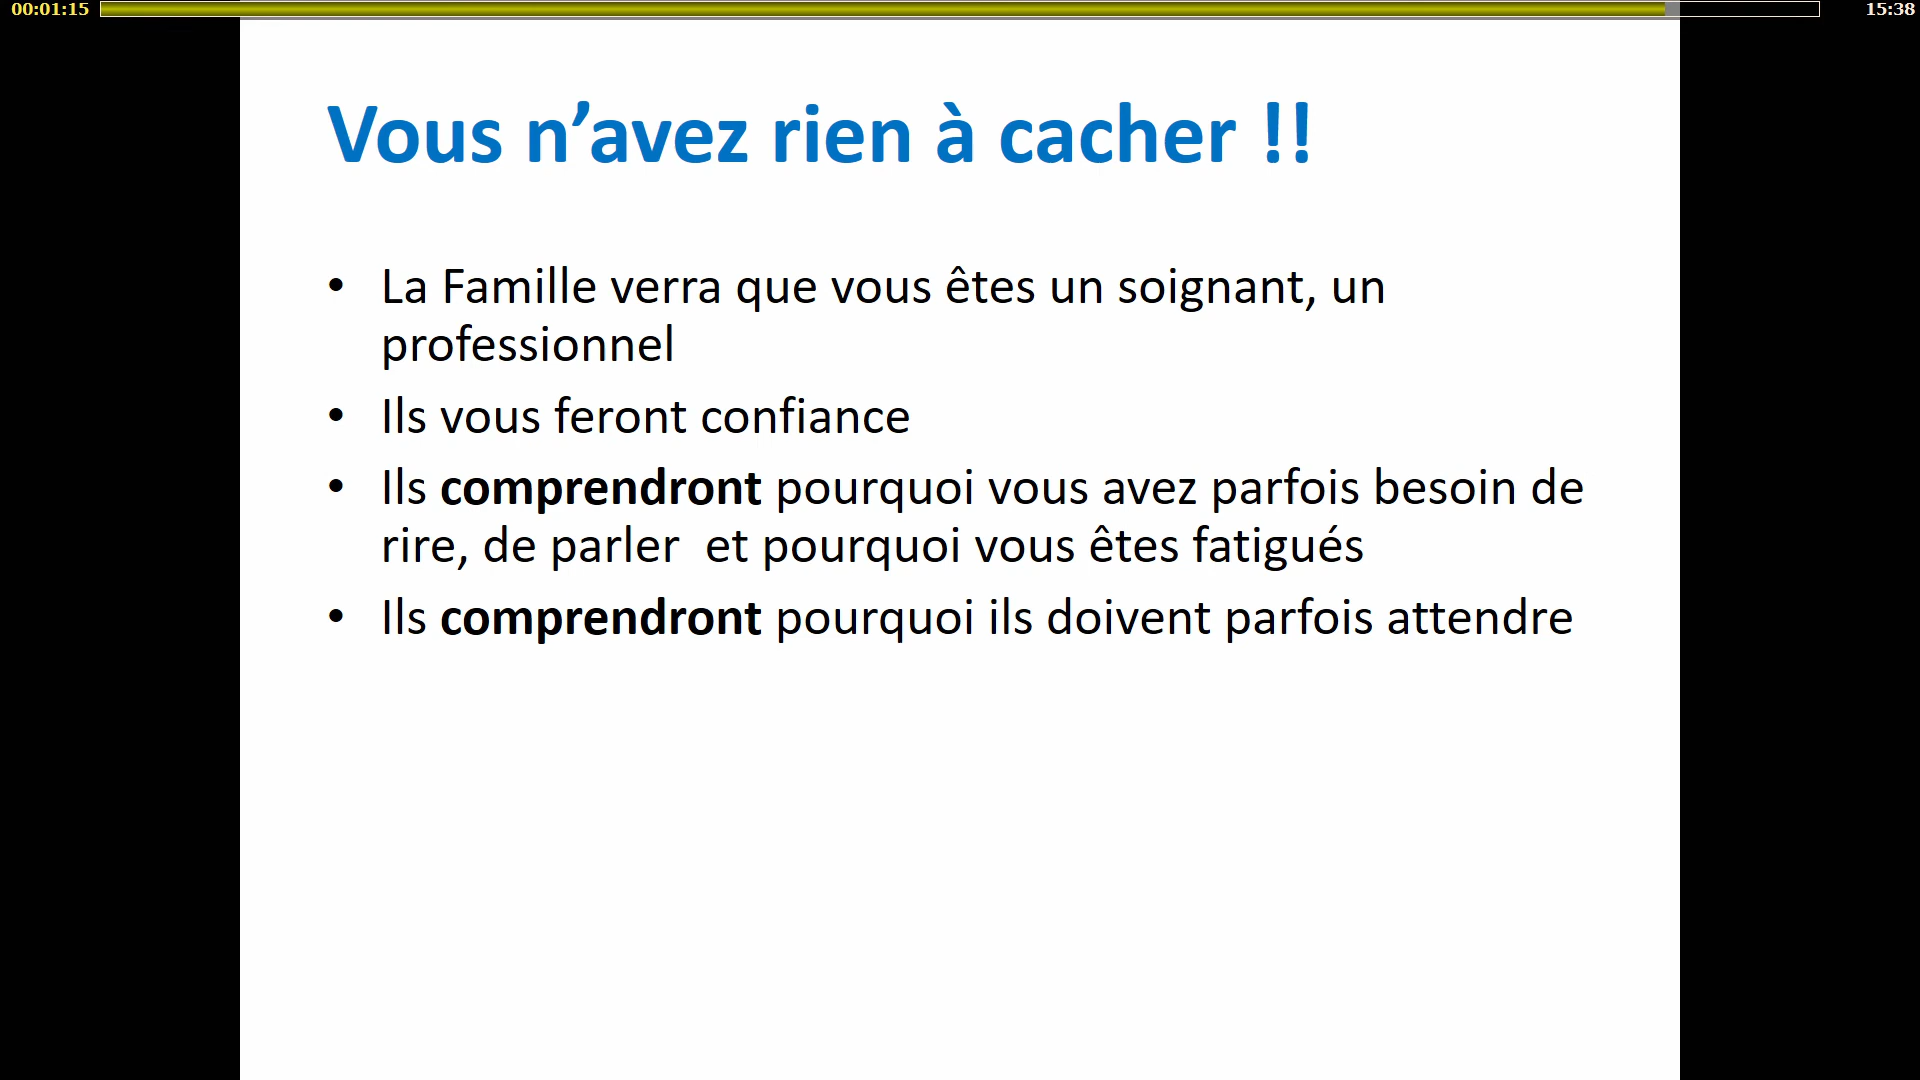 00:01:15
15:38
Vous n’avez rien à cacher !!
• La Famille verra que vous êtes un soignant, un
professionnel
• Ils vous feront confiance
• Ils comprendront pourquoi vous avez parfois besoin de
rire, de parler  et pourquoi vous êtes fatigués
• Ils comprendront pourquoi ils doivent parfois attendre